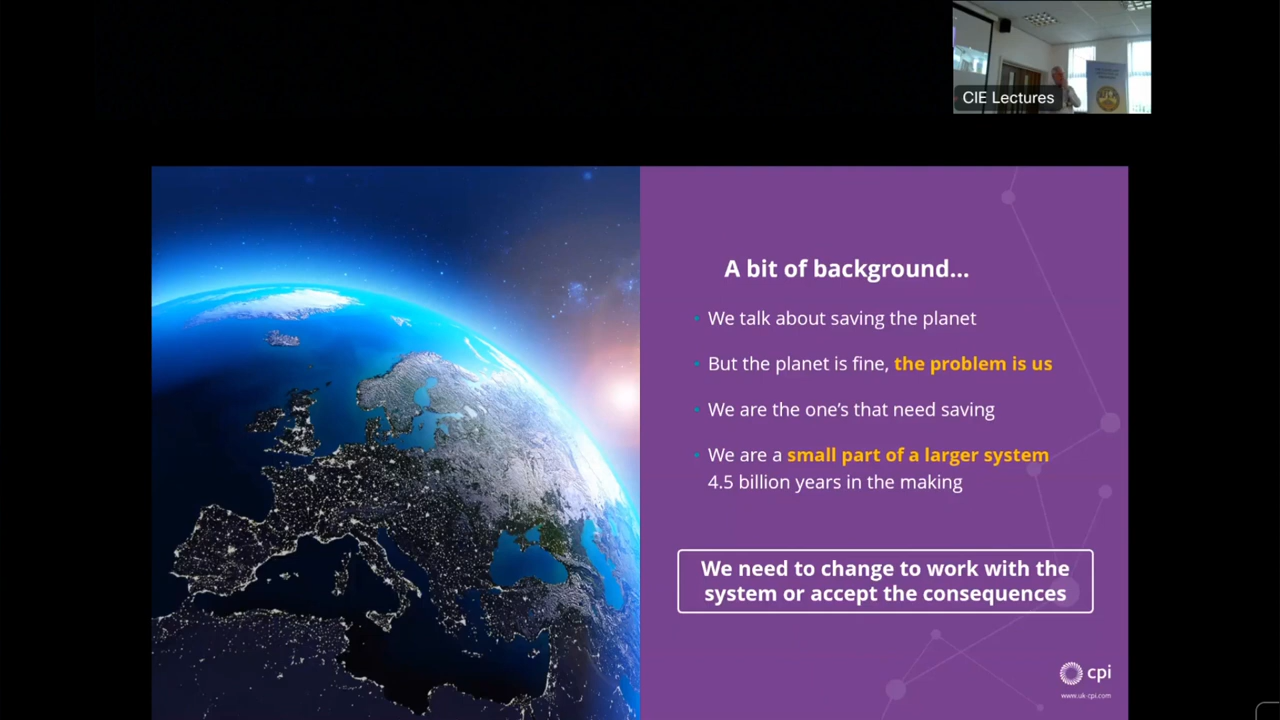 CIE Lectures
A bit of background...
We talk about saving the planet
But the planet is fine, the problem is us
We are the one's that need saving
We are a small part of a larger system
4.5 billion years in the making
We need to change to work with the
system or accept the consequences
cpi
www.uk-cpi.com